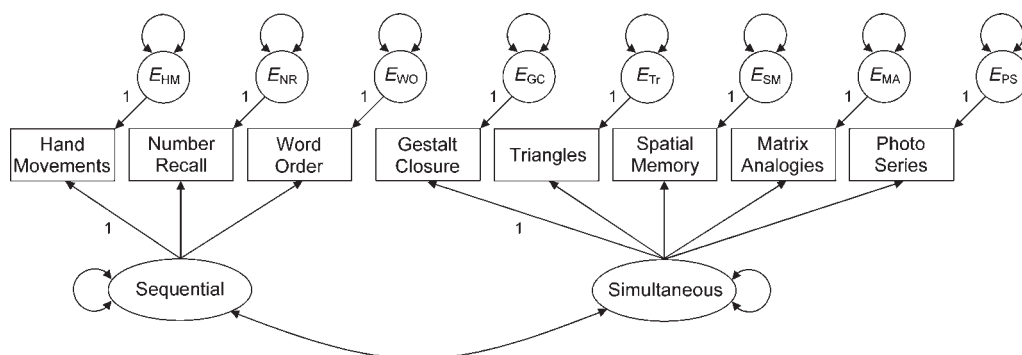 E_HM E_NR E_WO E_GC E_Tr E_SM E_MA E_PS
1 1 1 1 1 1 1 1
Hand Number Word Gestalt Triangles Spatial Matrix Photo
Movements Recall Order Closure Memory Analogies Series
1 1
Sequential Simultaneous